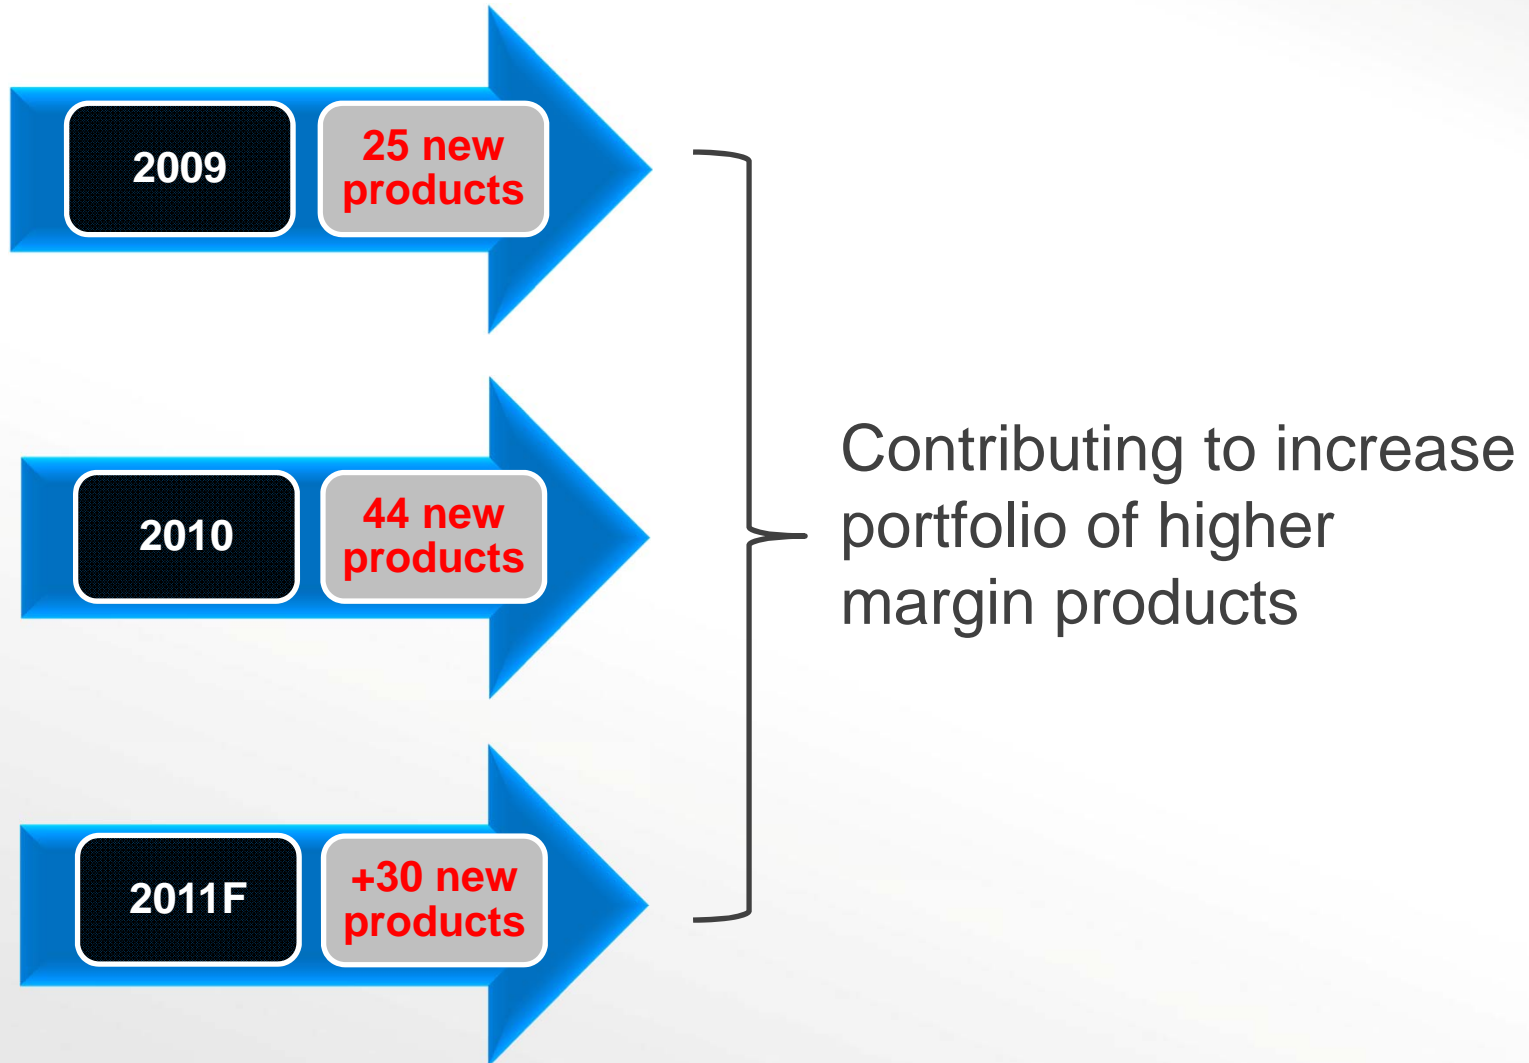 2009
25 new
products
2010
44 new
products
2011F
+30 new
products
Contributing to increase
portfolio of higher
margin products